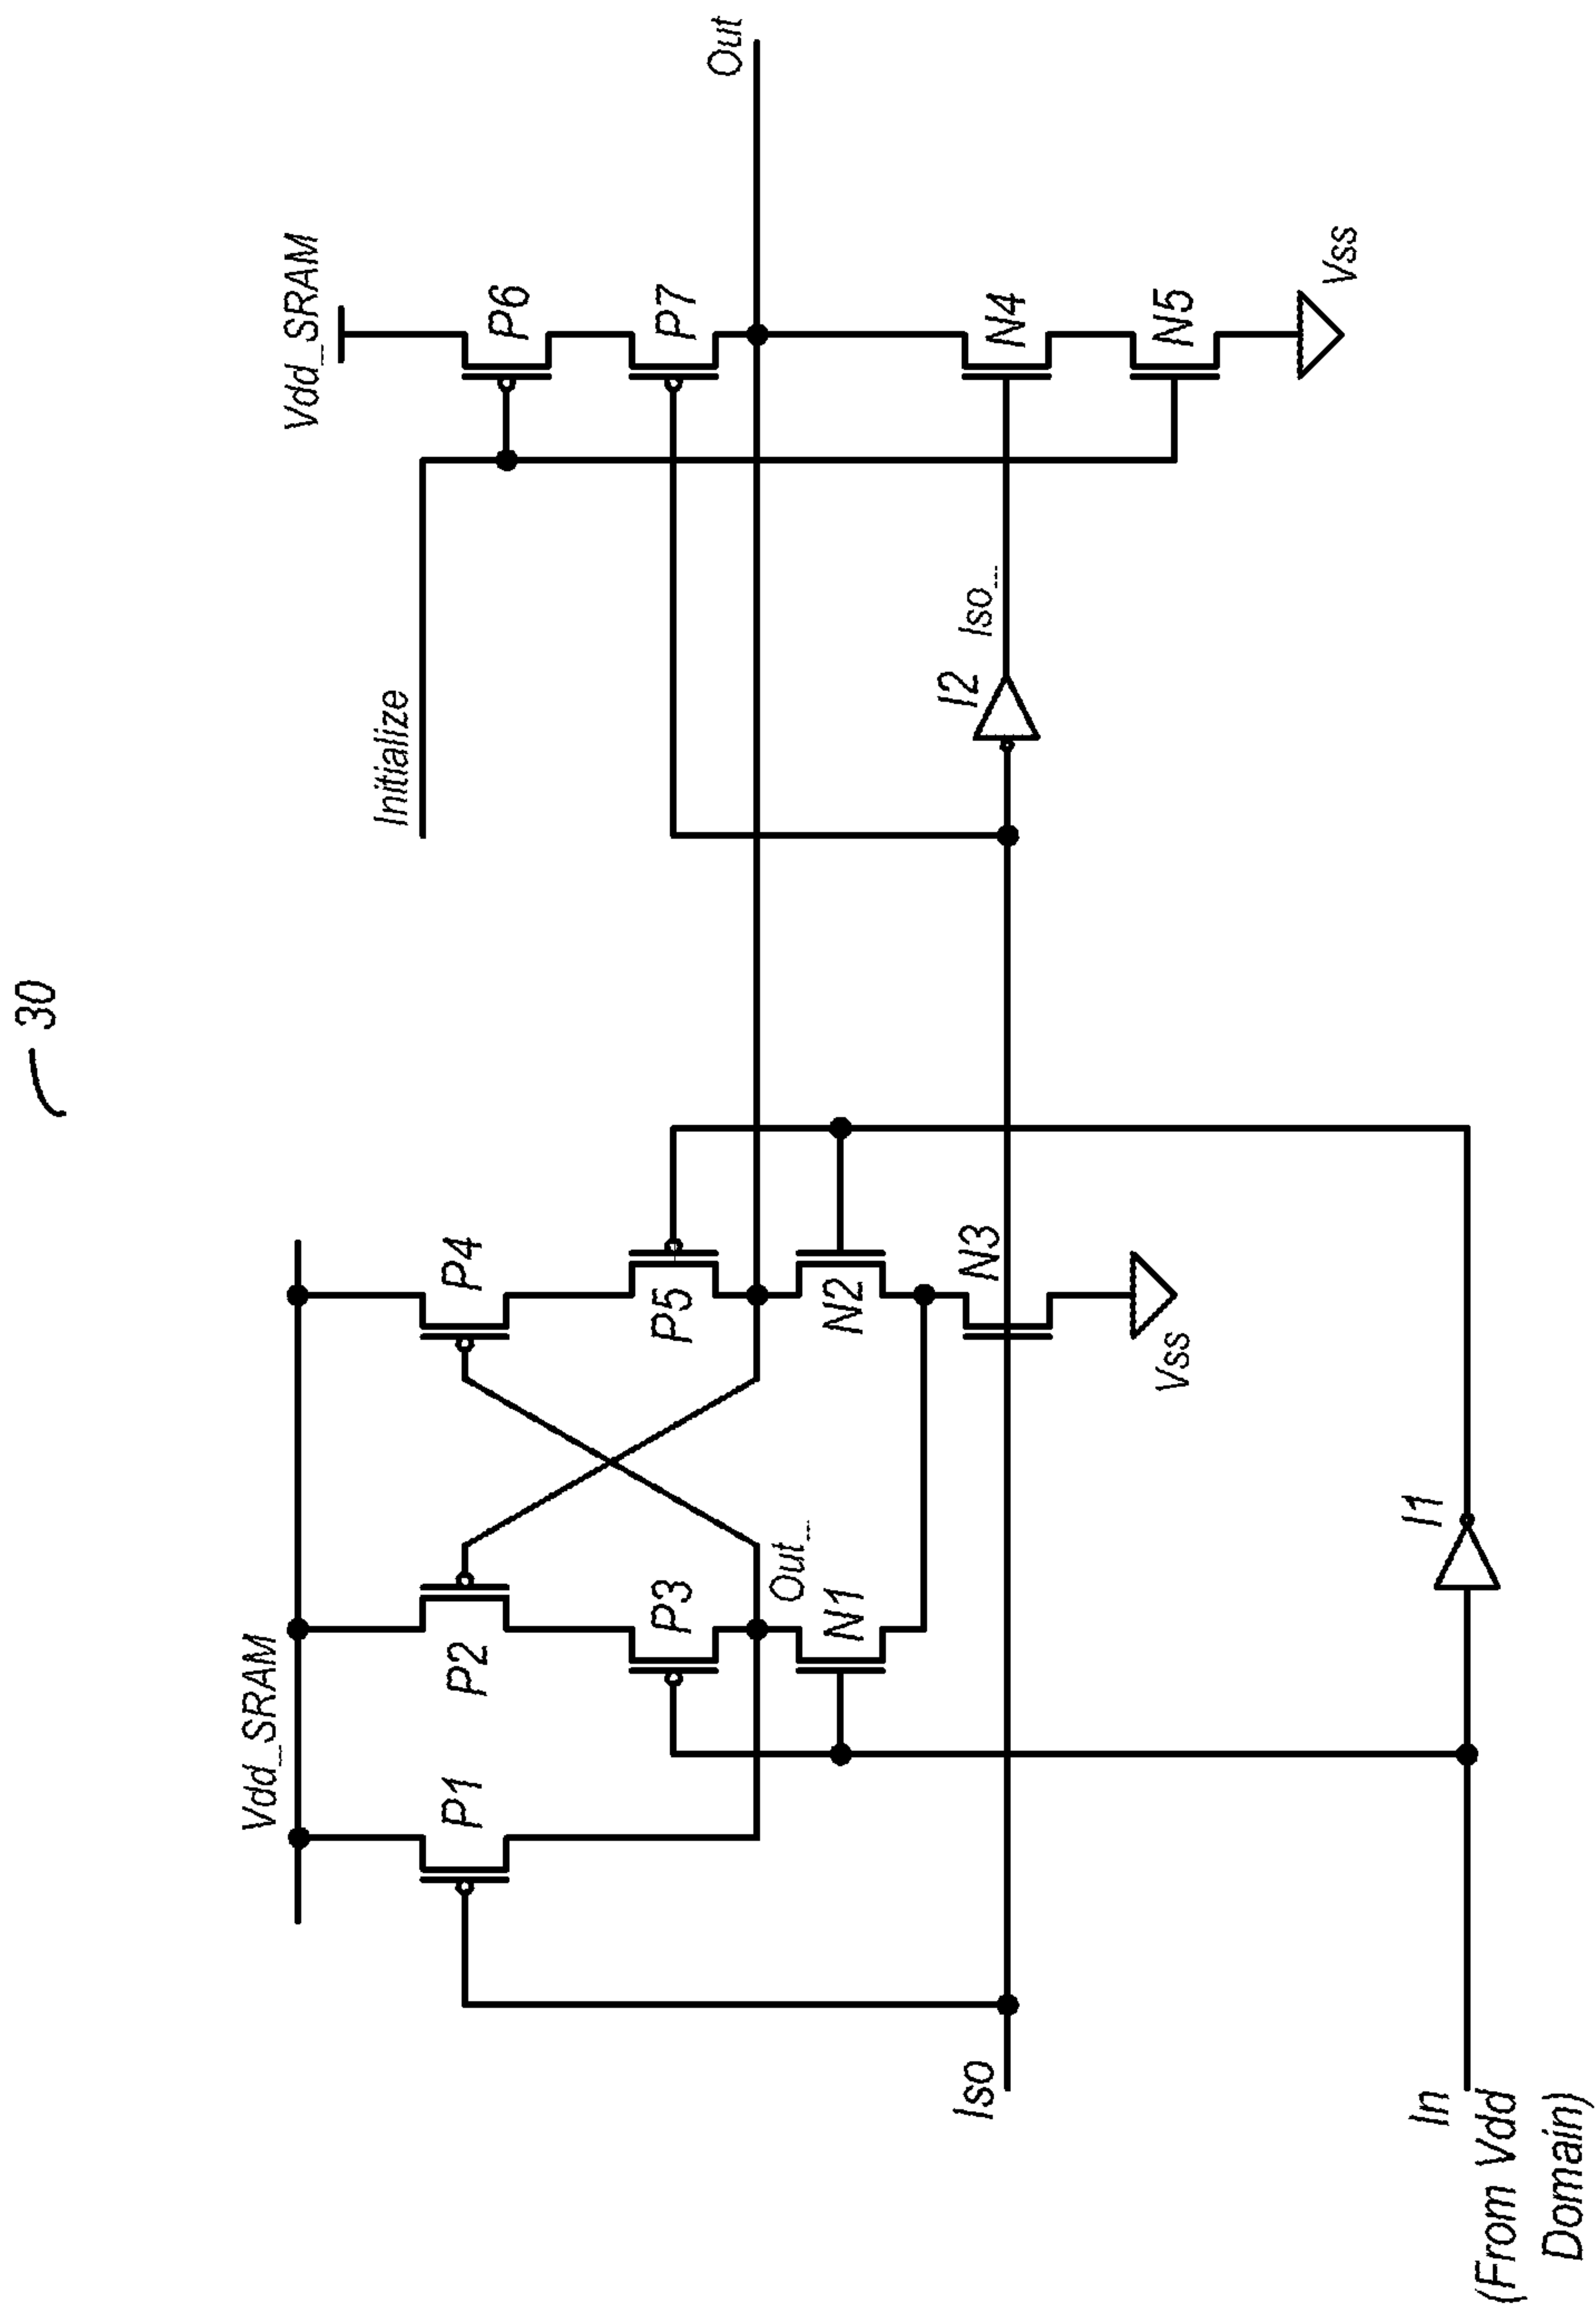 30
Vdd_SRAM
Vdd_SRAM
Initialize
P1
P2
P4
P6
P3
P5
P7
Out
Out_
N1
N2
N3
I2
Iso_
N4
N5
Iso
Vss
Vss
I1
In
(From Vdd
Domain)